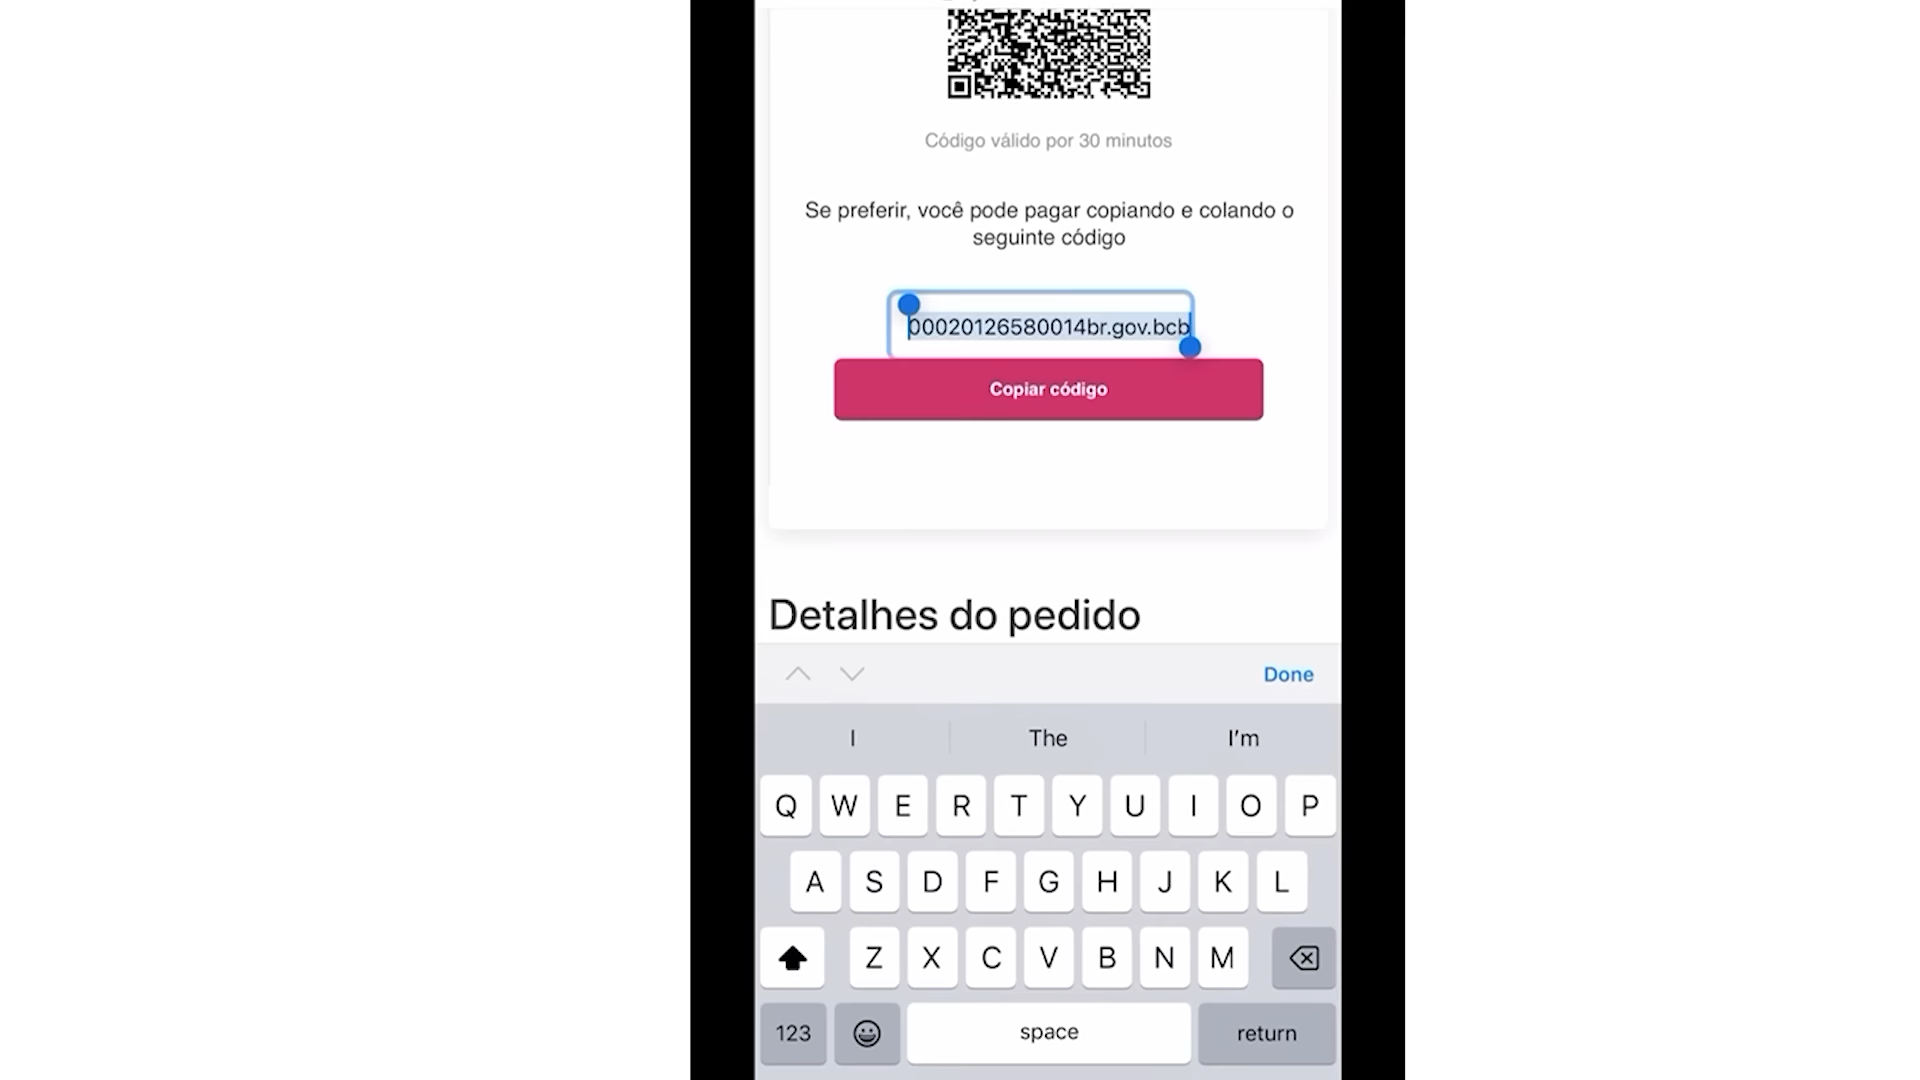 Código válido por 30 minutos
Se preferir, você pode pagar copiando e colando o
seguinte código
00020126580014br.gov.bcb
Copiar código
Detalhes do pedido
Done
I The I'm
Q W E R T Y U I O P
A S D F G H J K L
Z X C V B N M
123 space return